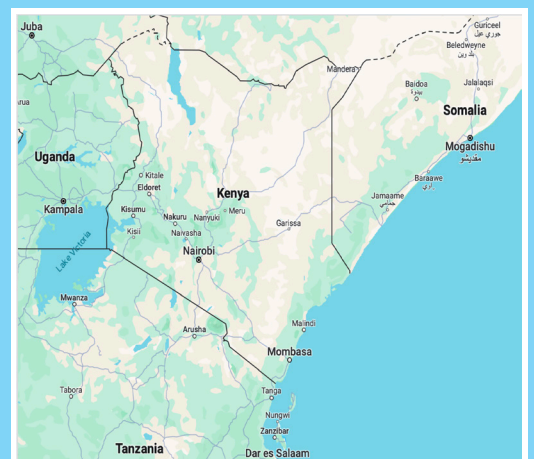 Juba
Guriceel
جوري عيل
Beledweyne
بلد وين
Mandera
Baidoa
بيدوا
Jalalaqsi
Somalia
Mogadishu
مقديشو
Uganda
Kitale
Eldoret
Kenya
Baraawe
Jamaame
جمامي
Kampala
Kisumu
Nakuru
Nanyuki
Meru
Garissa
Kisii
Naivasha
Nairobi
Lake Victoria
Mwanza
Arusha
Malindi
Mombasa
Tabora
Tanga
Nungwi
Zanzibar
Tanzania
Dar es Salaam